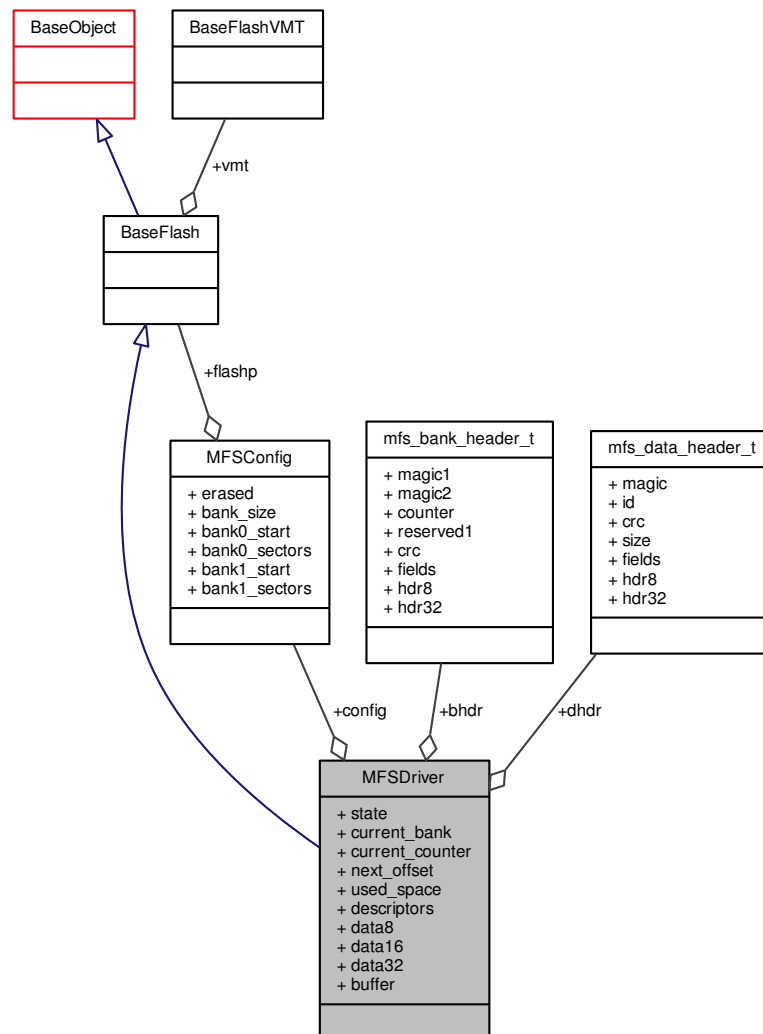 BaseObject
BaseFlashVMT
+vmt
BaseFlash
+flashp
MFSConfig
+ erased
+ bank_size
+ bank0_start
+ bank0_sectors
+ bank1_start
+ bank1_sectors
mfs_bank_header_t
+ magic1
+ magic2
+ counter
+ reserved1
+ crc
+ fields
+ hdr8
+ hdr32
mfs_data_header_t
+ magic
+ id
+ crc
+ size
+ fields
+ hdr8
+ hdr32
+config
+bhdr
+dhdr
MFSDriver
+ state
+ current_bank
+ current_counter
+ next_offset
+ used_space
+ descriptors
+ data8
+ data16
+ data32
+ buffer